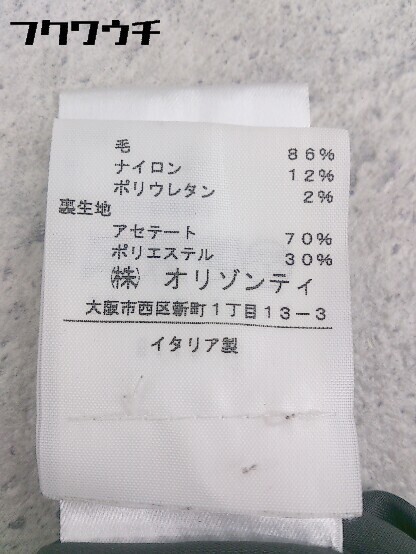 フクワウチ
毛 86%
ナイロン 12%
ポリウレタン 2%
裏生地
アセテート 70%
ポリエステル 30%
㈱ オリゾンティ
大阪市西区新町1丁目13-3
イタリア製